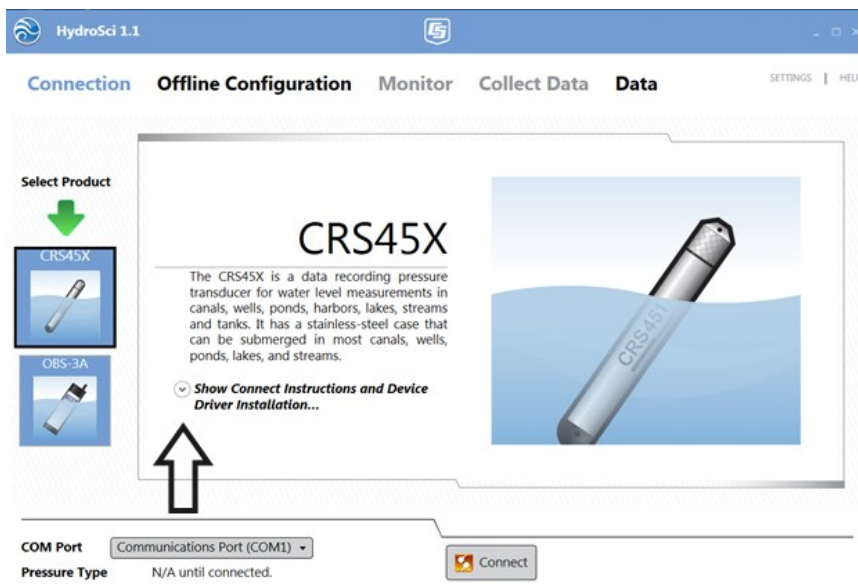 HydroSci 1.1
Connection Offline Configuration Monitor Collect Data Data SETTINGS | HEL
Select Product
CRS45X
OBS-3A
CRS45X
The CRS45X is a data recording pressure
transducer for water level measurements in
canals, wells, ponds, harbors, lakes, streams
and tanks. It has a stainless-steel case that
can be submerged in most canals, wells,
ponds, lakes, and streams.
Show Connect Instructions and Device
Driver Installation...
CRS451
COM Port Communications Port (COM1)
Connect
Pressure Type N/A until connected.